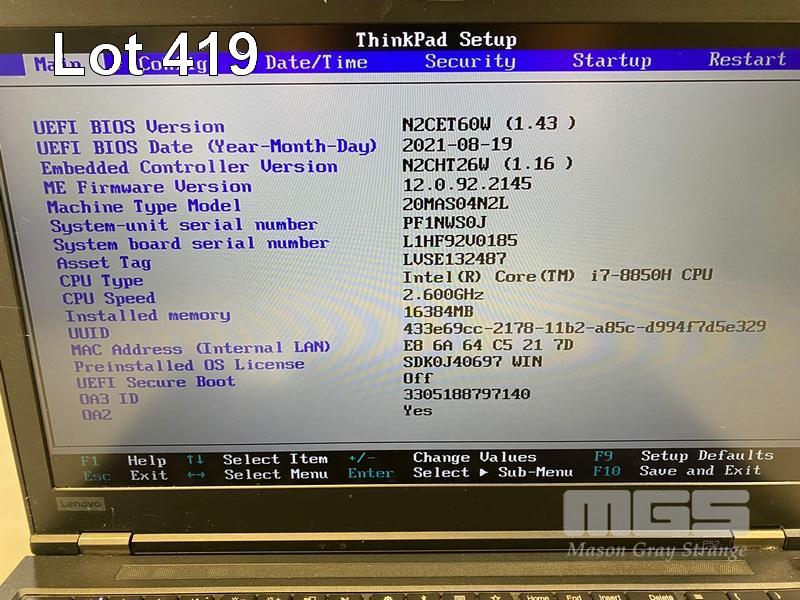 Lot 419
ThinkPad Setup
Main Config Date/Time Security Startup Restart
UEFI BIOS Version N2CET60W (1.43 )
UEFI BIOS Date (Year-Month-Day) 2021-08-19
Embedded Controller Version N2CHT26W (1.16 )
ME Firmware Version 12.0.92.2145
Machine Type Model 20MAS04N2L
System-unit serial number PF1NWS0J
System board serial number L1HF92V0185
Asset Tag LVSE132487
CPU Type Intel(R) Core(TM) i7-8850H CPU
CPU Speed 2.600GHz
Installed memory 16384MB
UUID 433e69cc-2178-11b2-a85c-d994f7d5e329
MAC Address (Internal LAN) E8 6A 64 C5 21 7D
Preinstalled OS License SDK0J40697 WIN
UEFI Secure Boot Off
OA3 ID 3305188797140
OA2 Yes
F1 Help ↑↓ Select Item +/- Change Values F9 Setup Defaults
Esc Exit ↔ Select Menu Enter Select ▶ Sub-Menu F10 Save and Exit
Lenovo
MGS
P52
Mason Gray Strange
Home End Insert Delete